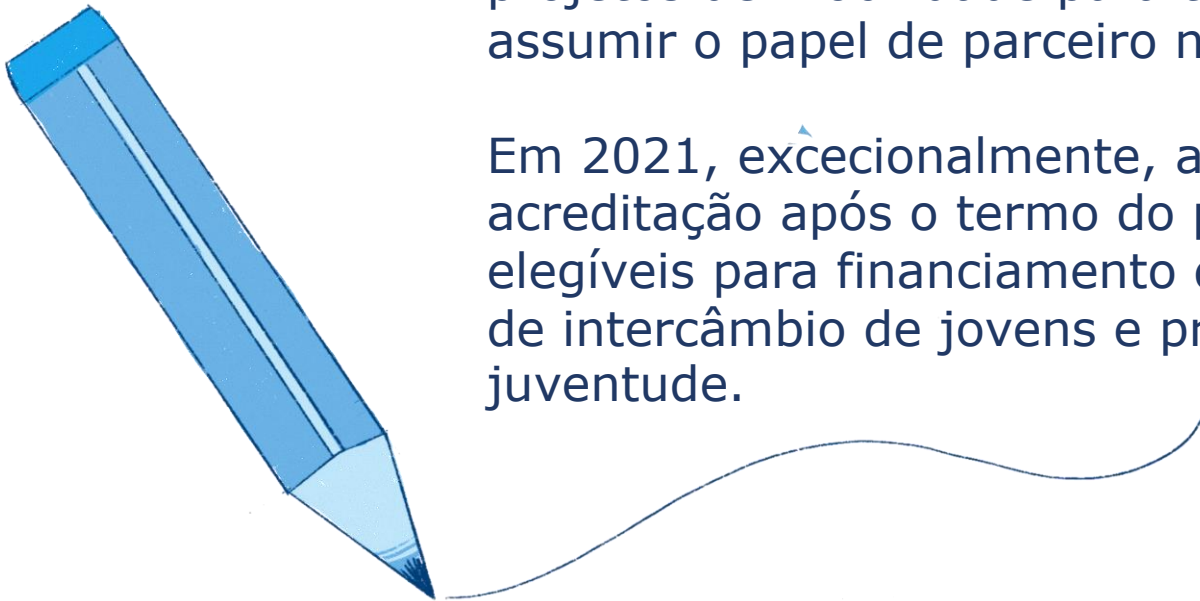 assumir o papel de parceiro
Em 2021, excecionalmente, a
acreditação após o termo do
elegíveis para financiamento
de intercâmbio de jovens e
juventude.